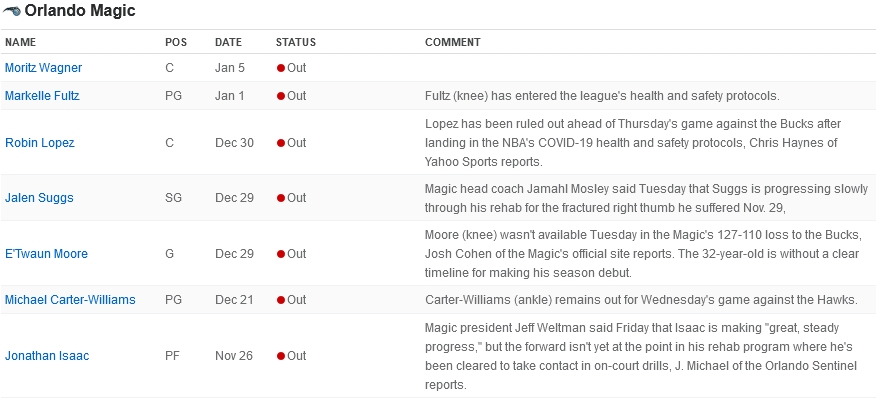 Orlando Magic
NAME POS DATE STATUS COMMENT
Moritz Wagner C Jan 5 Out
Markelle Fultz PG Jan 1 Out Fultz (knee) has entered the league's health and safety protocols.
Lopez has been ruled out ahead of Thursday's game against the Bucks after
Robin Lopez C Dec 30 Out landing in the NBA's COVID-19 health and safety protocols, Chris Haynes of
Yahoo Sports reports.
Magic head coach Jamahl Mosley said Tuesday that Suggs is progressing slowly
Jalen Suggs SG Dec 29 Out
through his rehab for the fractured right thumb he suffered Nov. 29,
Moore (knee) wasn't available Tuesday in the Magic's 127-110 loss to the Bucks,
E'Twaun Moore G Dec 29 Out Josh Cohen of the Magic's official site reports. The 32-year-old is without a clear
timeline for making his season debut.
Michael Carter-Williams PG Dec 21 Out Carter-Williams (ankle) remains out for Wednesday's game against the Hawks.
Magic president Jeff Weltman said Friday that Isaac is making "great, steady
progress," but the forward isn't yet at the point in his rehab program where he's
Jonathan Isaac PF Nov 26 Out
been cleared to take contact in on-court drills, J. Michael of the Orlando Sentinel
reports.